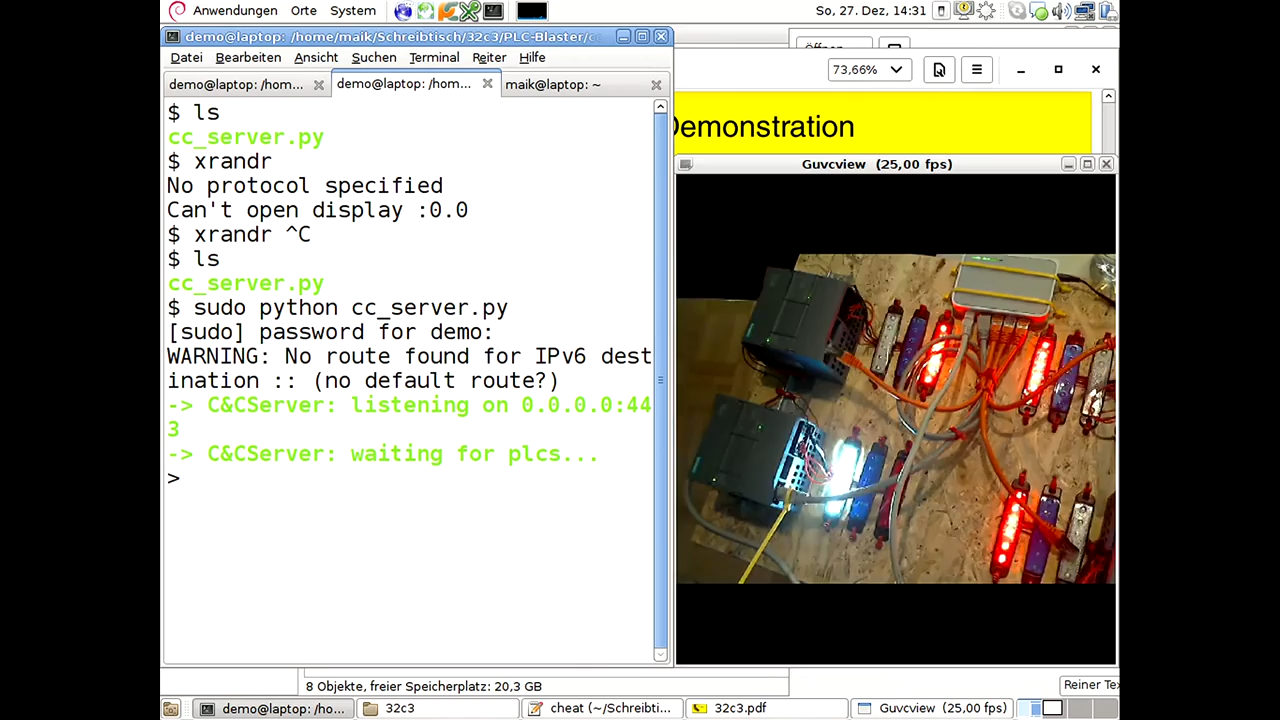 Anwendungen Orte System
So, 27. Dez, 14:31
demo@laptop: /home/maik/Schreibtisch/32c3/PLC-Blaster/c
Datei Bearbeiten Ansicht Suchen Terminal Reiter Hilfe
demo@laptop: /hom... demo@laptop: /hom... maik@laptop: ~
$ ls
cc_server.py
$ xrandr
No protocol specified
Can't open display :0.0
$ xrandr ^C
$ ls
cc_server.py
$ sudo python cc_server.py
[sudo] password for demo:
WARNING: No route found for IPv6 dest
ination :: (no default route?)
-> C&CServer: listening on 0.0.0.0:44
3
-> C&CServer: waiting for plcs...
>
Öffnen
73,66%
Demonstration
Guvcview (25,00 fps)
8 Objekte, freier Speicherplatz: 20,3 GB
Reiner Te
demo@laptop: /ho... 32c3 cheat (~/Schreibti... 32c3.pdf Guvcview (25,00 fps)